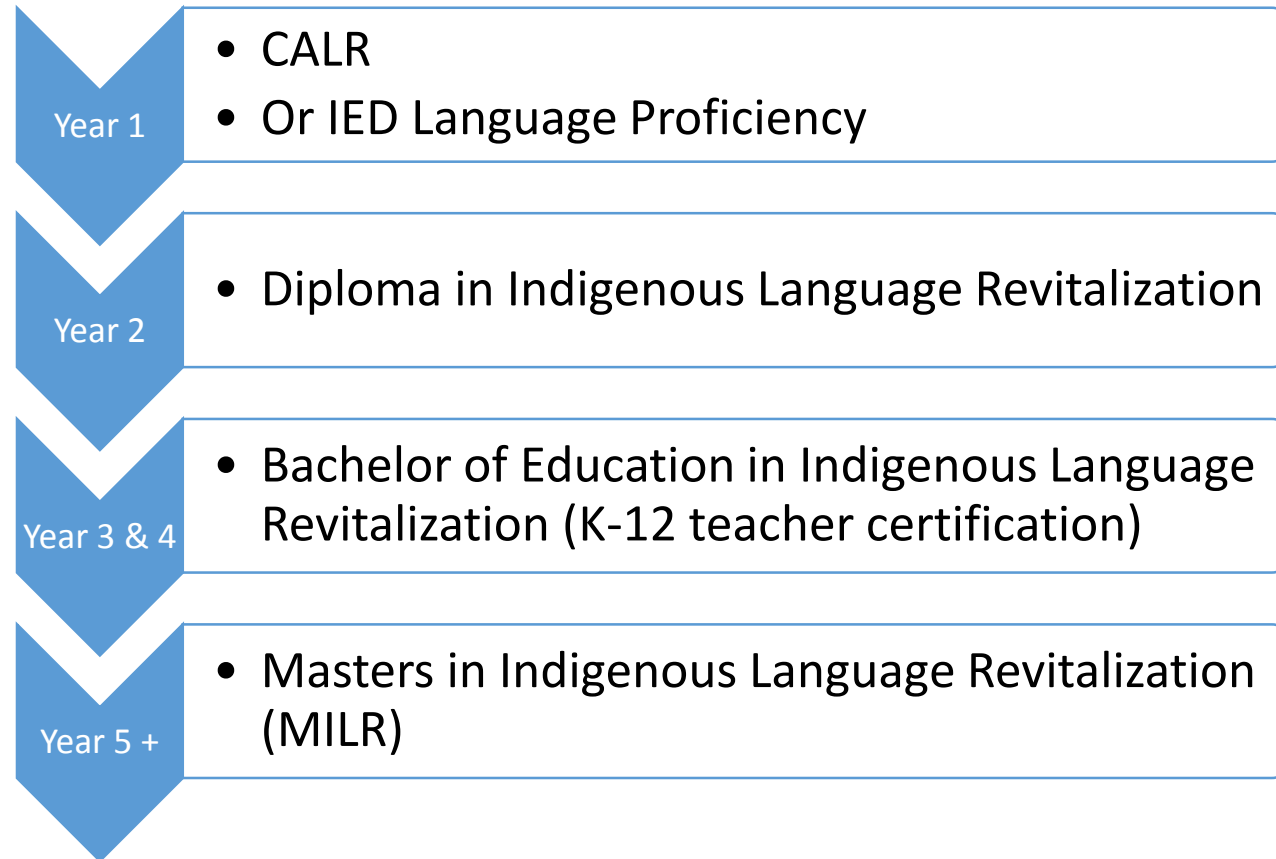 Year 1
• CALR
• Or IED Language Proficiency
Year 2
• Diploma in Indigenous Language Revitalization
Year 3 & 4
• Bachelor of Education in Indigenous Language
Revitalization (K-12 teacher certification)
Year 5 +
• Masters in Indigenous Language Revitalization
(MILR)